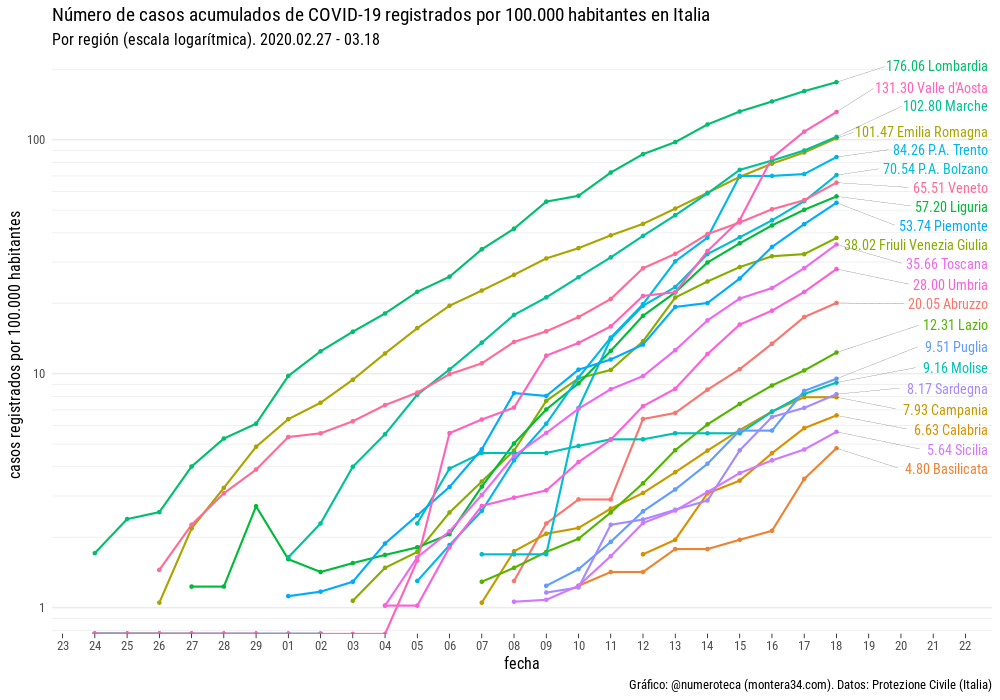 Número de casos acumulados de COVID-19 registrados por 100.000 habitantes en Italia
Por región (escala logarítmica). 2020.02.27 - 03.18
casos registrados por 100.000 habitantes
100
10
1
176.06 Lombardia
131.30 Valle d'Aosta
102.80 Marche
101.47 Emilia Romagna
84.26 P.A. Trento
70.54 P.A. Bolzano
65.51 Veneto
57.20 Liguria
53.74 Piemonte
38.02 Friuli Venezia Giulia
35.66 Toscana
28.00 Umbria
20.05 Abruzzo
12.31 Lazio
9.51 Puglia
9.16 Molise
8.17 Sardegna
7.93 Campania
6.63 Calabria
5.64 Sicilia
4.80 Basilicata
23 24 25 26 27 28 29 01 02 03 04 05 06 07 08 09 10 11 12 13 14 15 16 17 18 19 20 21 22
fecha
Gráfico: @numeroteca (montera34.com). Datos: Protezione Civile (Italia)